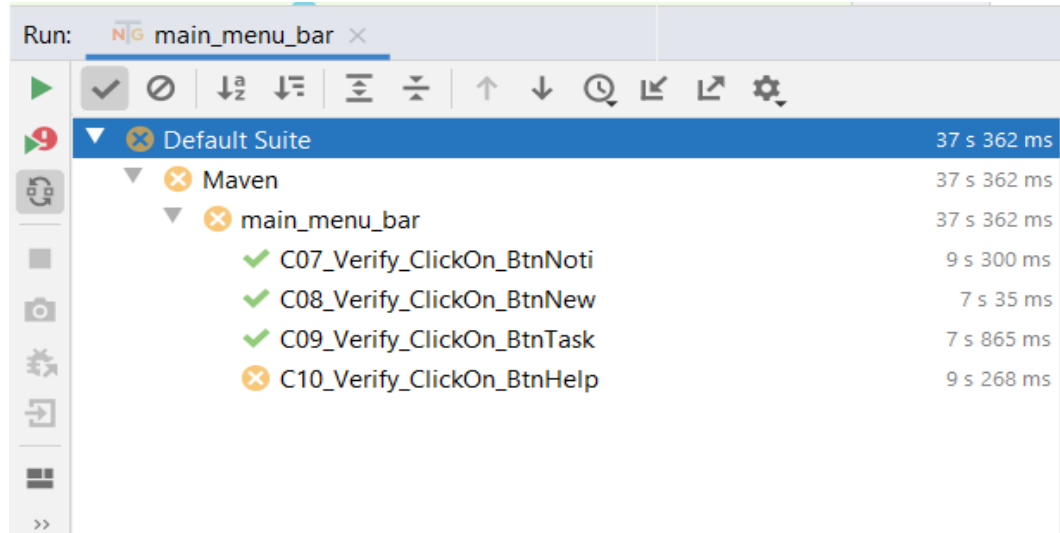 Run: NG main_menu_bar
Default Suite 37 s 362 ms
Maven 37 s 362 ms
main_menu_bar 37 s 362 ms
C07_Verify_ClickOn_BtnNoti 9 s 300 ms
C08_Verify_ClickOn_BtnNew 7 s 35 ms
C09_Verify_ClickOn_BtnTask 7 s 865 ms
C10_Verify_ClickOn_BtnHelp 9 s 268 ms